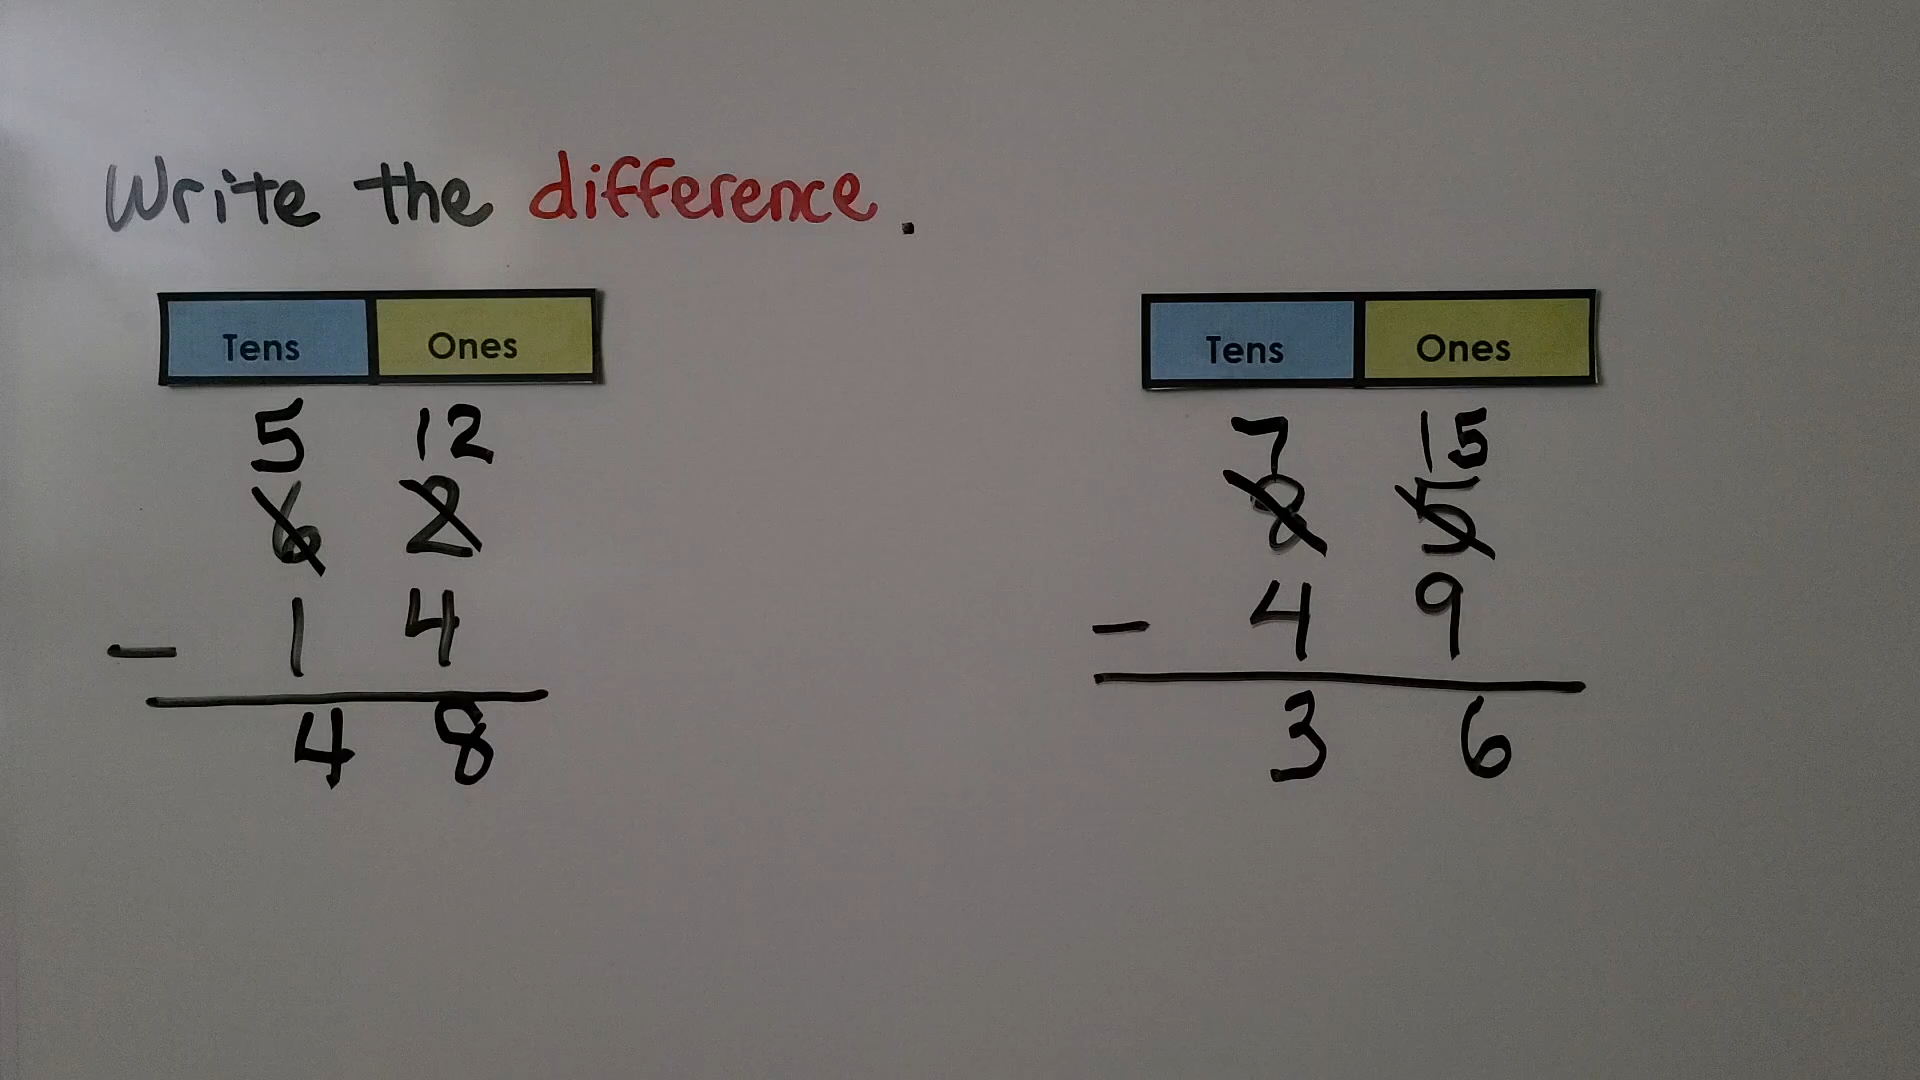 Write the difference.
Tens Ones
5 12
6 2
- 1 4
4 8
Tens Ones
7 15
8 5
- 4 9
3 6